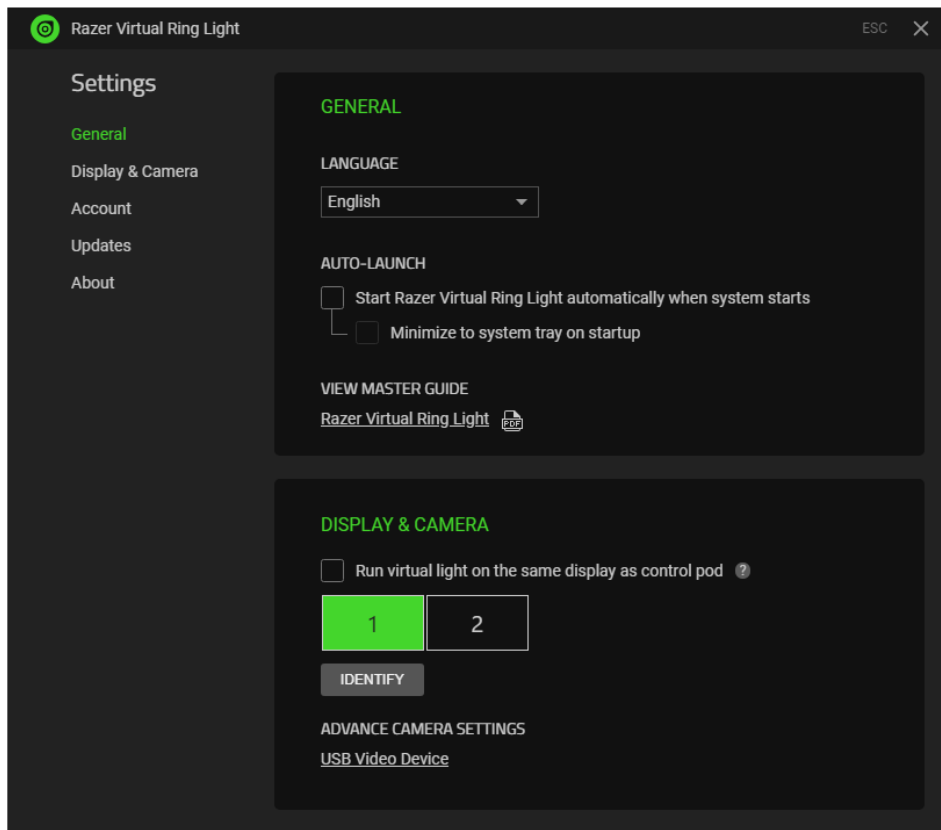 Razer Virtual Ring Light
ESC
Settings
General
Display & Camera
Account
Updates
About
GENERAL
LANGUAGE
English
AUTO-LAUNCH
Start Razer Virtual Ring Light automatically when system starts
Minimize to system tray on startup
VIEW MASTER GUIDE
Razer Virtual Ring Light PDF
DISPLAY & CAMERA
Run virtual light on the same display as control pod ?
1 2
IDENTIFY
ADVANCE CAMERA SETTINGS
USB Video Device